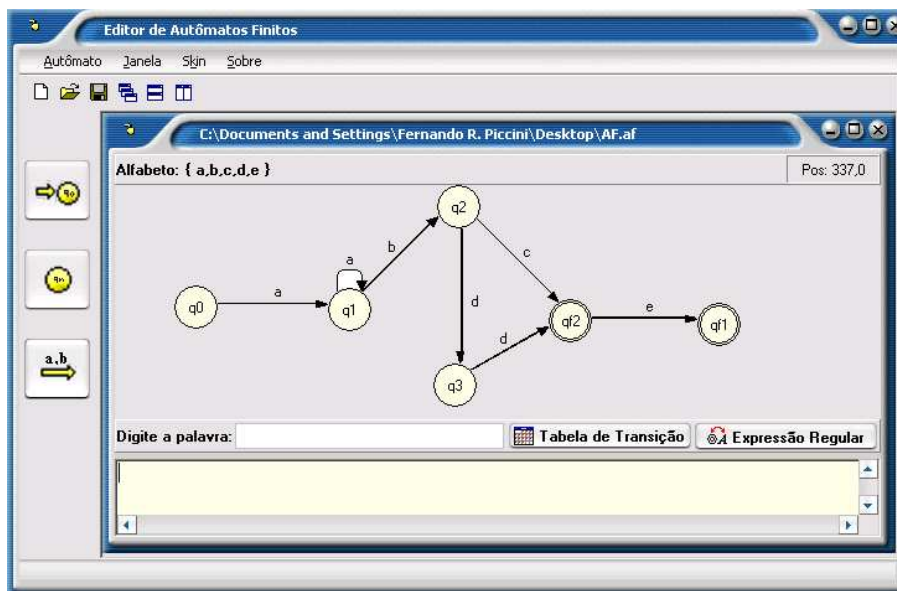 Editor de Autômatos Finitos
Autômato Janela Skin Sobre
C:\Documents and Settings\Fernando R. Piccini\Desktop\AF.af
Alfabeto: { a,b,c,d,e }
Pos: 337,0
q0
a
q1
a
b
q2
c
d
q3
d
qf2
e
qf1
a,b
Digite a palavra:
Tabela de Transição
Expressão Regular